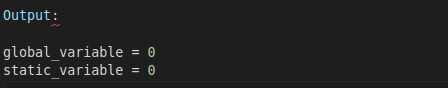 Output:
global_variable = 0
static_variable = 0